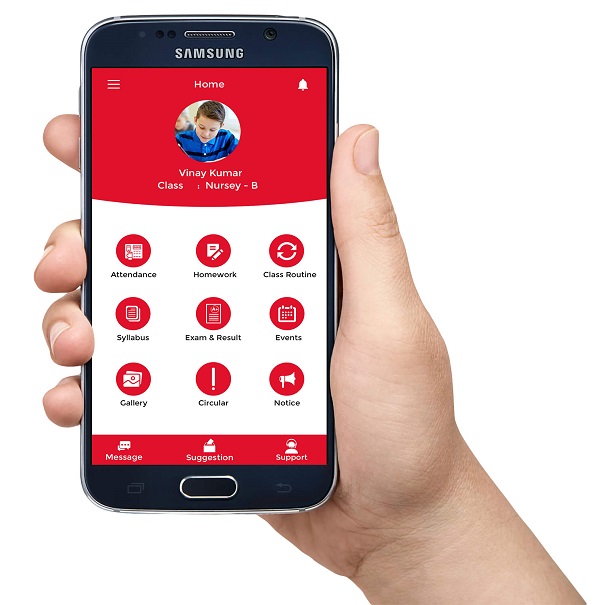 SAMSUNG
Home
Vinay Kumar
Class : Nursey - B
Attendance Homework Class Routine
Syllabus Exam & Result Events
Gallery Circular Notice
Message Suggestion Support